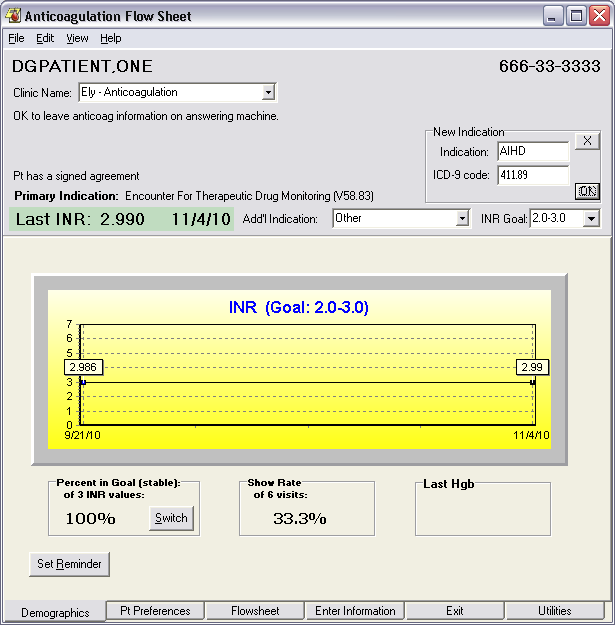 Anticoagulation Flow Sheet
File Edit View Help
DGPATIENT,ONE 666-33-3333
Clinic Name: Ely - Anticoagulation
OK to leave anticoag information on answering machine.
New Indication X
Indication: AIHD
ICD-9 code: 411.89
OK
Pt has a signed agreement
Primary Indication: Encounter For Therapeutic Drug Monitoring (V58.83)
Last INR: 2.990 11/4/10 Add'l Indication: Other INR Goal: 2.0-3.0
INR (Goal: 2.0-3.0)
7
6
5
4
2.986 2.99
3
2
1
0
9/21/10 11/4/10
Percent in Goal (stable):
of 3 INR values:
100% Switch
Show Rate
of 6 visits:
33.3%
Last Hgb
Set Reminder
Demographics Pt Preferences Flowsheet Enter Information Exit Utilities